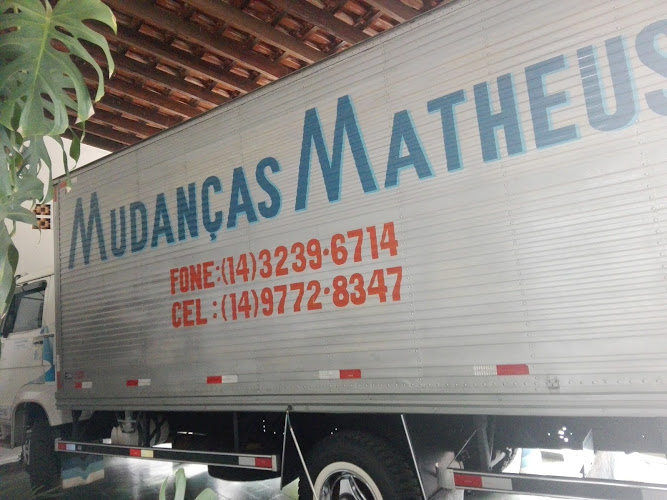 MUDANÇAS MATHEUS
FONE:(14)3239-6714
CEL:(14)9772-8347